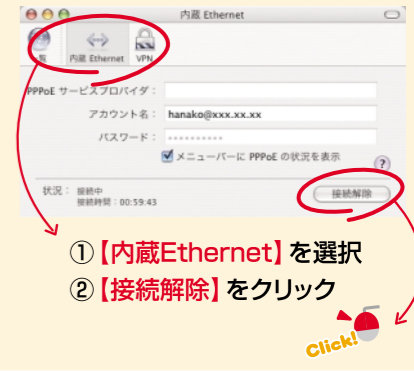 内蔵 Ethernet
覧 内蔵 Ethernet VPN
PPPoE サービスプロバイダ：
アカウント名： hanako@xxx.xx.xx
パスワード： **********
メニューバーに PPPoE の状況を表示
?
状況： 接続中
接続時間：00:59:43
接続解除
①【内蔵Ethernet】を選択
②【接続解除】をクリック
Click!